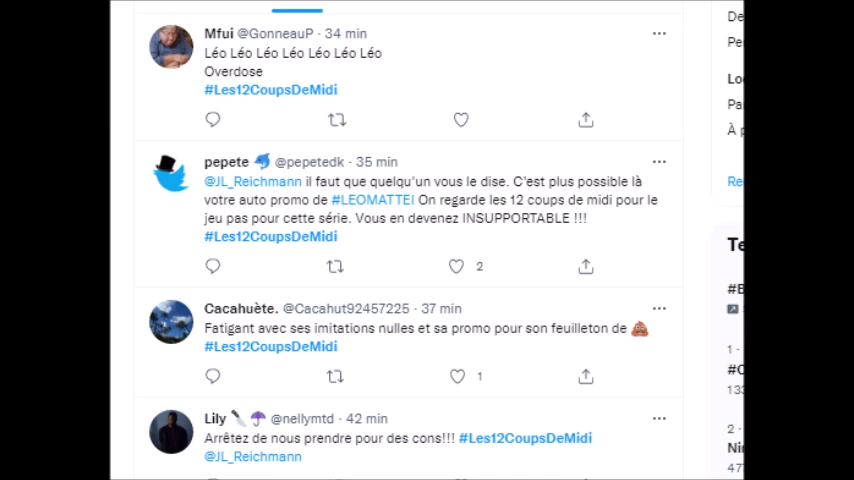 Mfui @GonneauP · 34 min
Léo Léo Léo Léo Léo Léo Léo
Overdose
#Les12CoupsDeMidi
pepete 🐬 @pepetedk · 35 min
@JL_Reichmann il faut que quelqu'un vous le dise. C'est plus possible là
votre auto promo de #LEOMATTEI On regarde les 12 coups de midi pour le
jeu pas pour cette série. Vous en devenez INSUPPORTABLE !!!
#Les12CoupsDeMidi
2
Cacahuète. @Cacahut92457225 · 37 min
Fatigant avec ses imitations nulles et sa promo pour son feuilleton de 💩
#Les12CoupsDeMidi
1
Lily 🔪 ☂ @nellymtd · 42 min
Arrêtez de nous prendre pour des cons!!! #Les12CoupsDeMidi
@JL_Reichmann
De
Per
Lo
Pa
À p
Re
Te
1 ·
2 ·